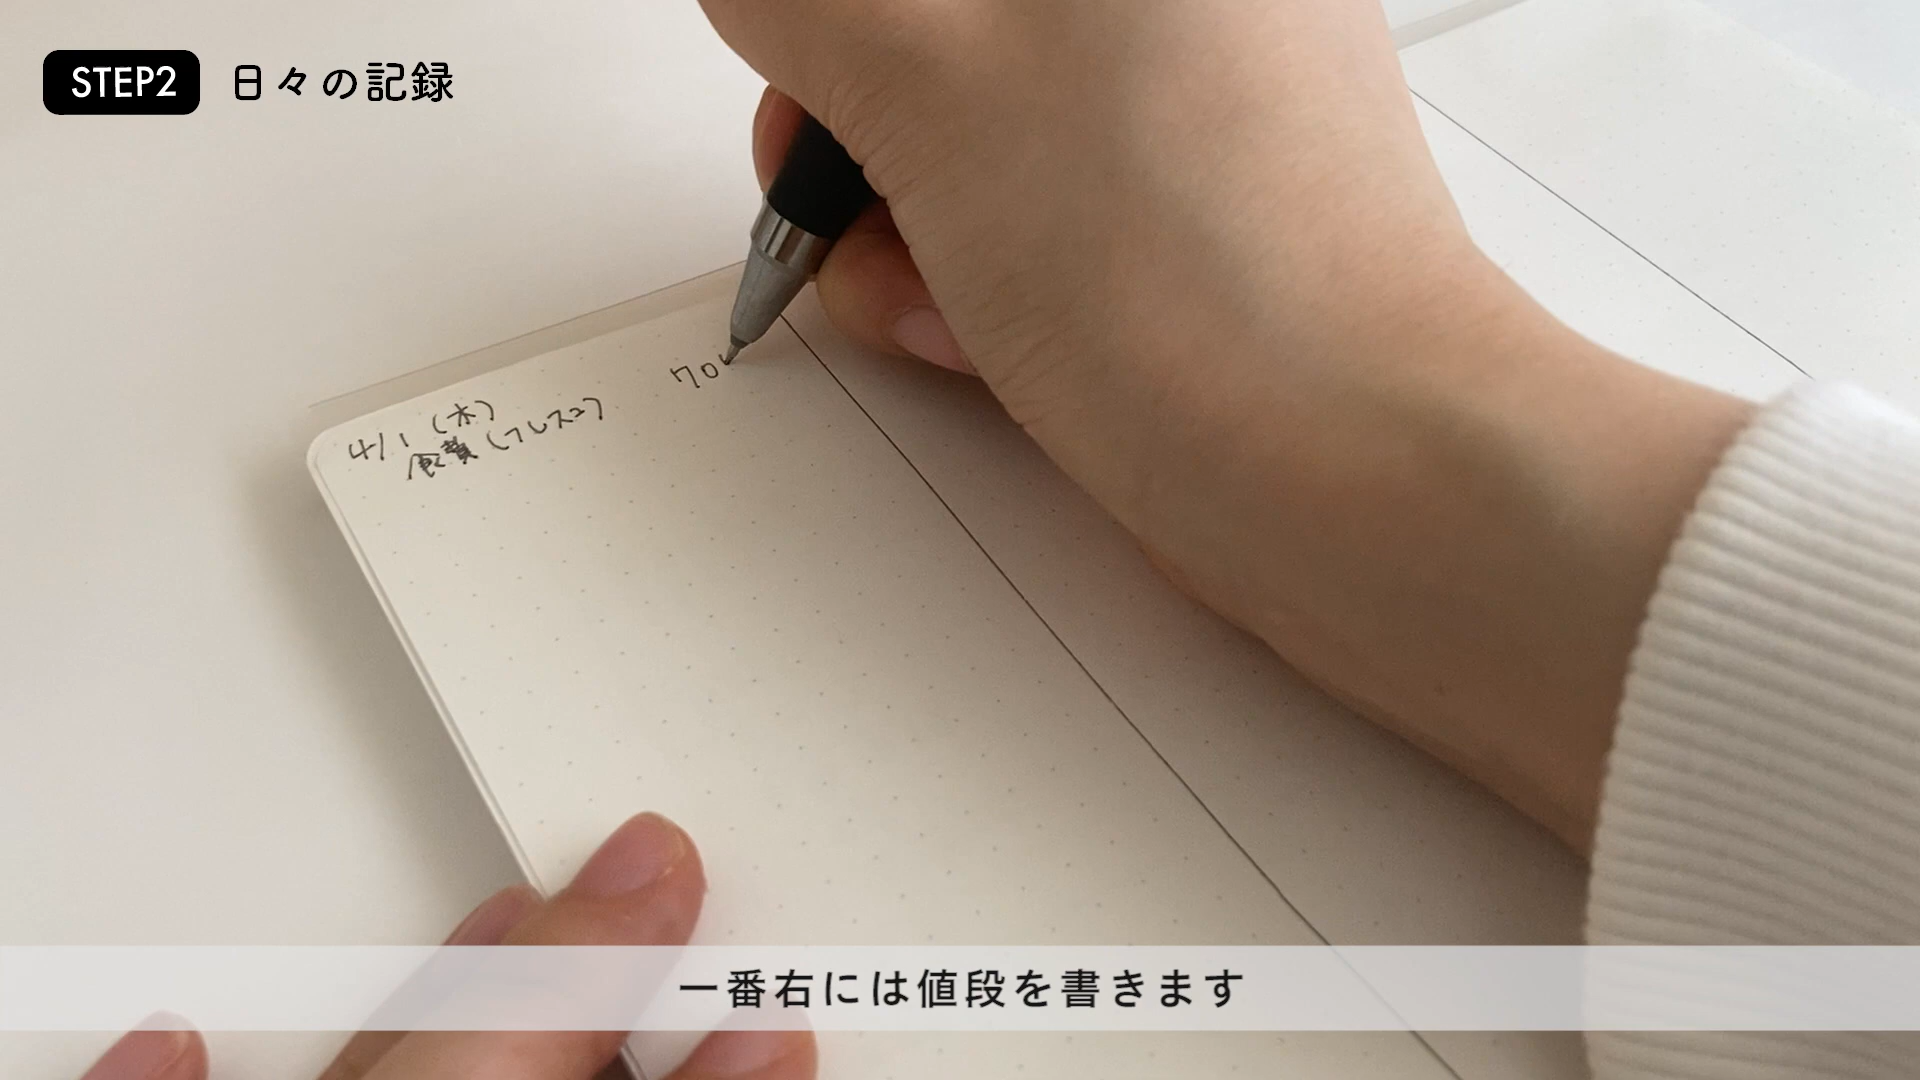 STEP2 日々の記録
4/1 (木)
食費 (フレスコ) 70
一番右には値段を書きます